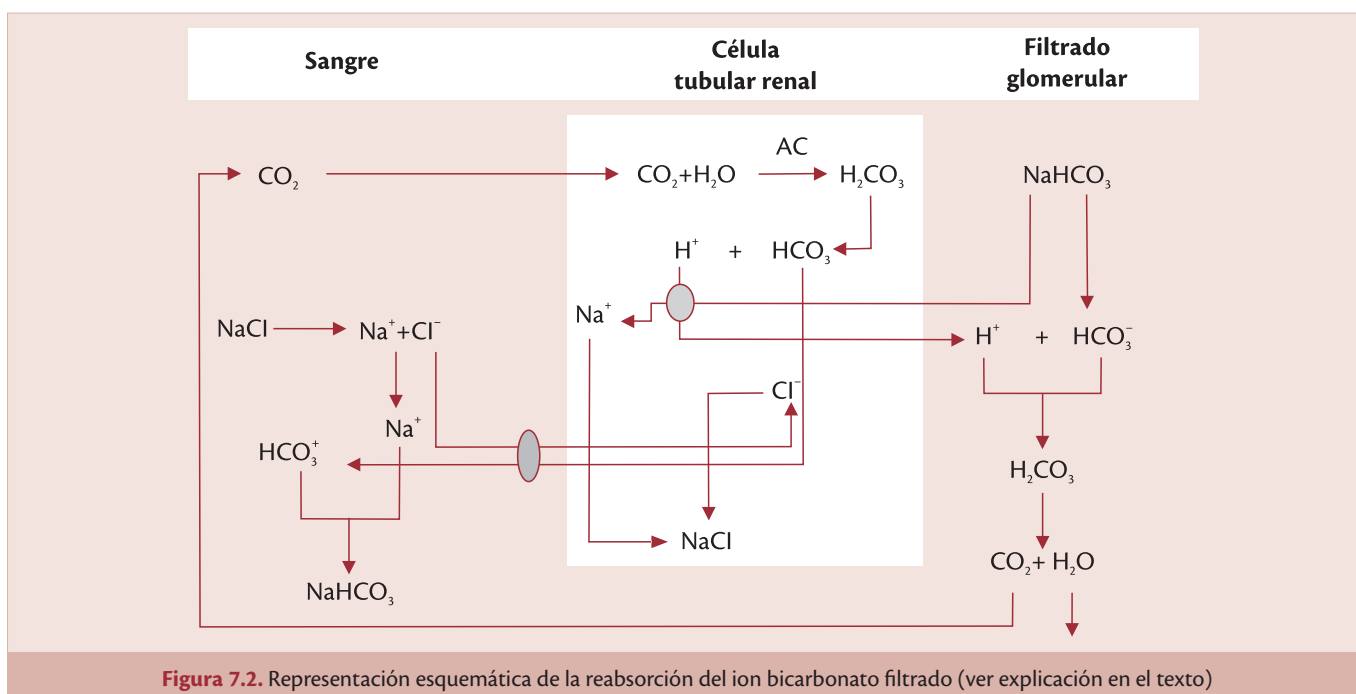 Sangre
Célula
tubular renal
Filtrado
glomerular
CO₂
CO₂+H₂O
AC
H₂CO₃
NaHCO₃
H⁺ + HCO₃
Na⁺
NaCl
Na⁺+Cl⁻
H⁺ + HCO₃⁻
Cl⁻
Na⁺
HCO₃⁺
H₂CO₃
NaCl
CO₂+ H₂O
NaHCO₃
Figura 7.2. Representación esquemática de la reabsorción del ion bicarbonato filtrado (ver explicación en el texto)